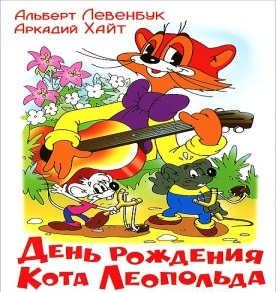 Альберт Левенбук
Аркадий Хайт
День рождения
Кота Леопольда